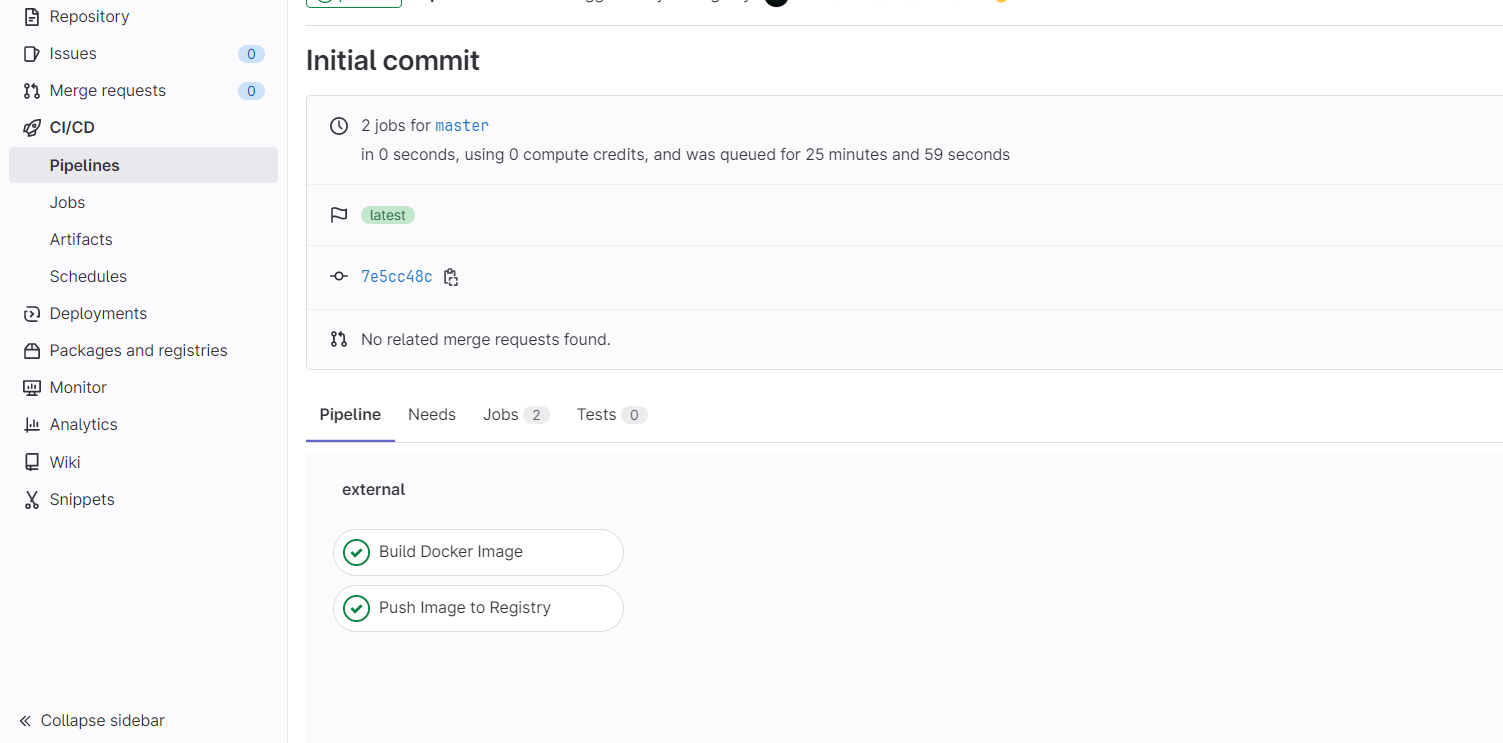 Repository
Issues 0
Merge requests 0
CI/CD
Pipelines
Jobs
Artifacts
Schedules
Deployments
Packages and registries
Monitor
Analytics
Wiki
Snippets
Collapse sidebar
Initial commit
2 jobs for master
in 0 seconds, using 0 compute credits, and was queued for 25 minutes and 59 seconds
latest
7e5cc48c
No related merge requests found.
Pipeline Needs Jobs 2 Tests 0
external
Build Docker Image
Push Image to Registry